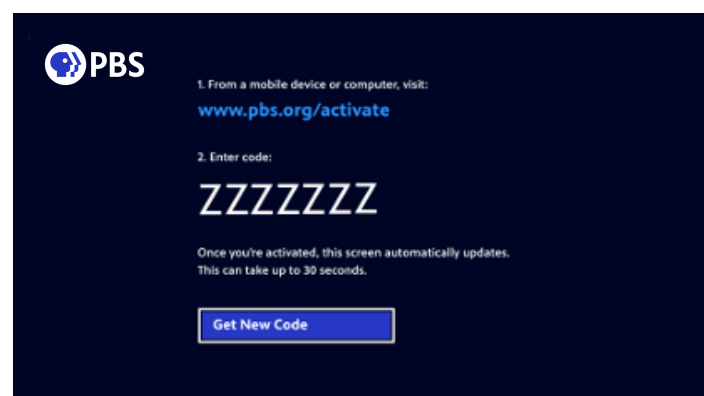 PBS
1. From a mobile device or computer, visit:
www.pbs.org/activate
2. Enter code:
ZZZZZZZ
Once you're activated, this screen automatically updates.
This can take up to 30 seconds.
Get New Code